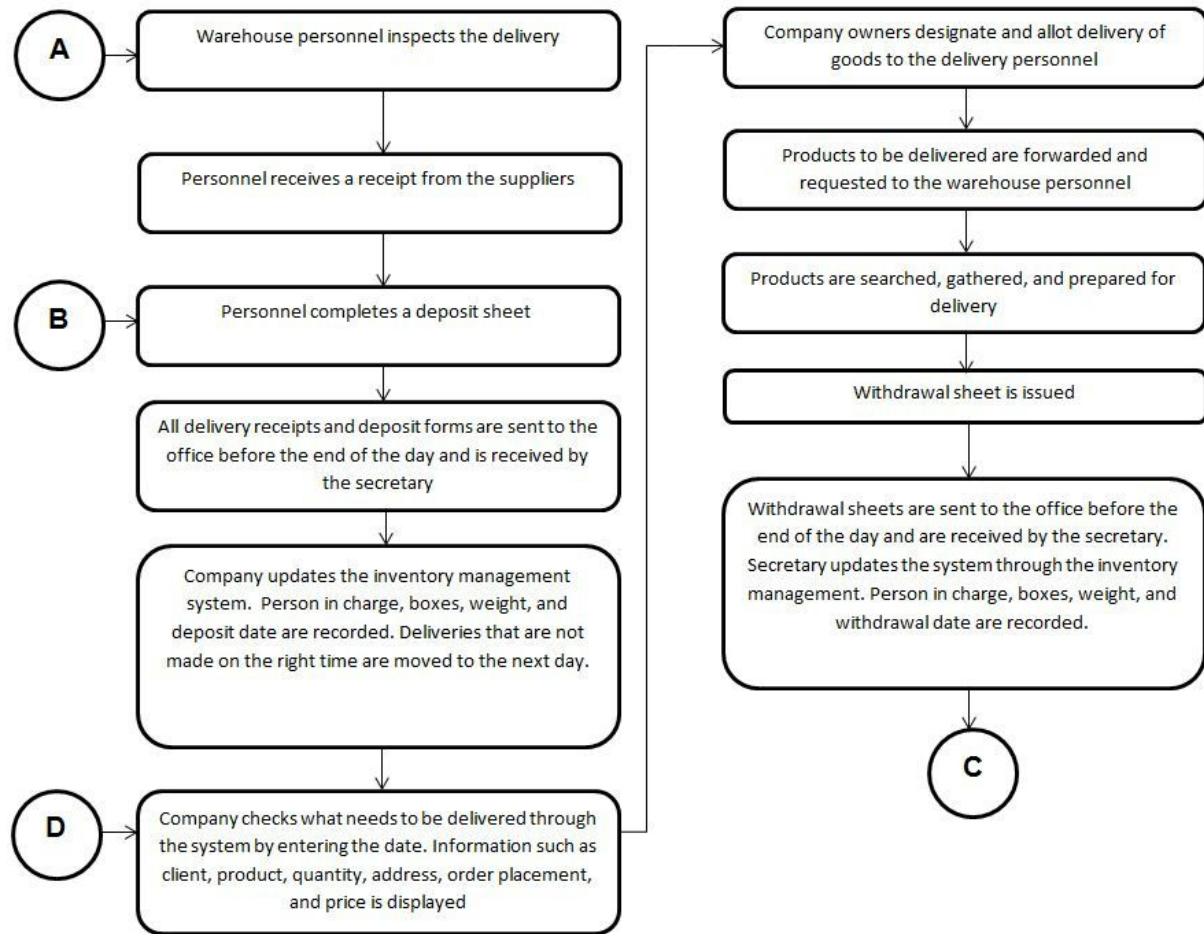 A
Warehouse personnel inspects the delivery
Personnel receives a receipt from the suppliers
B
Personnel completes a deposit sheet
All delivery receipts and deposit forms are sent to the
office before the end of the day and is received by
the secretary
Company updates the inventory management
system. Person in charge, boxes, weight, and
deposit date are recorded. Deliveries that are not
made on the right time are moved to the next day.
D
Company checks what needs to be delivered through
the system by entering the date. Information such as
client, product, quantity, address, order placement,
and price is displayed
Company owners designate and allot delivery of
goods to the delivery personnel
Products to be delivered are forwarded and
requested to the warehouse personnel
Products are searched, gathered, and prepared for
delivery
Withdrawal sheet is issued
Withdrawal sheets are sent to the office before the
end of the day and are received by the secretary.
Secretary updates the system through the inventory
management. Person in charge, boxes, weight, and
withdrawal date are recorded.
C